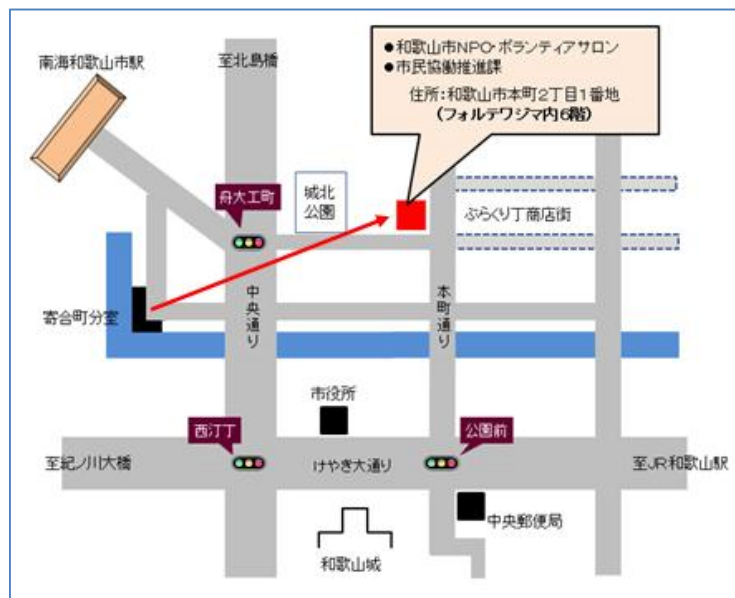 ●和歌山市NPO・ボランティアサロン
●市民協働推進課
住所：和歌山市本町2丁目1番地
(フォルテワジマ内6階)
南海和歌山市駅
至北島橋
舟大工町
城北
公園
ぶらくり丁商店街
寄合町分室
中央通り
本町通り
市役所
西汀丁
公園前
至紀ノ川大橋
けやき大通り
至JR和歌山駅
中央郵便局
和歌山城